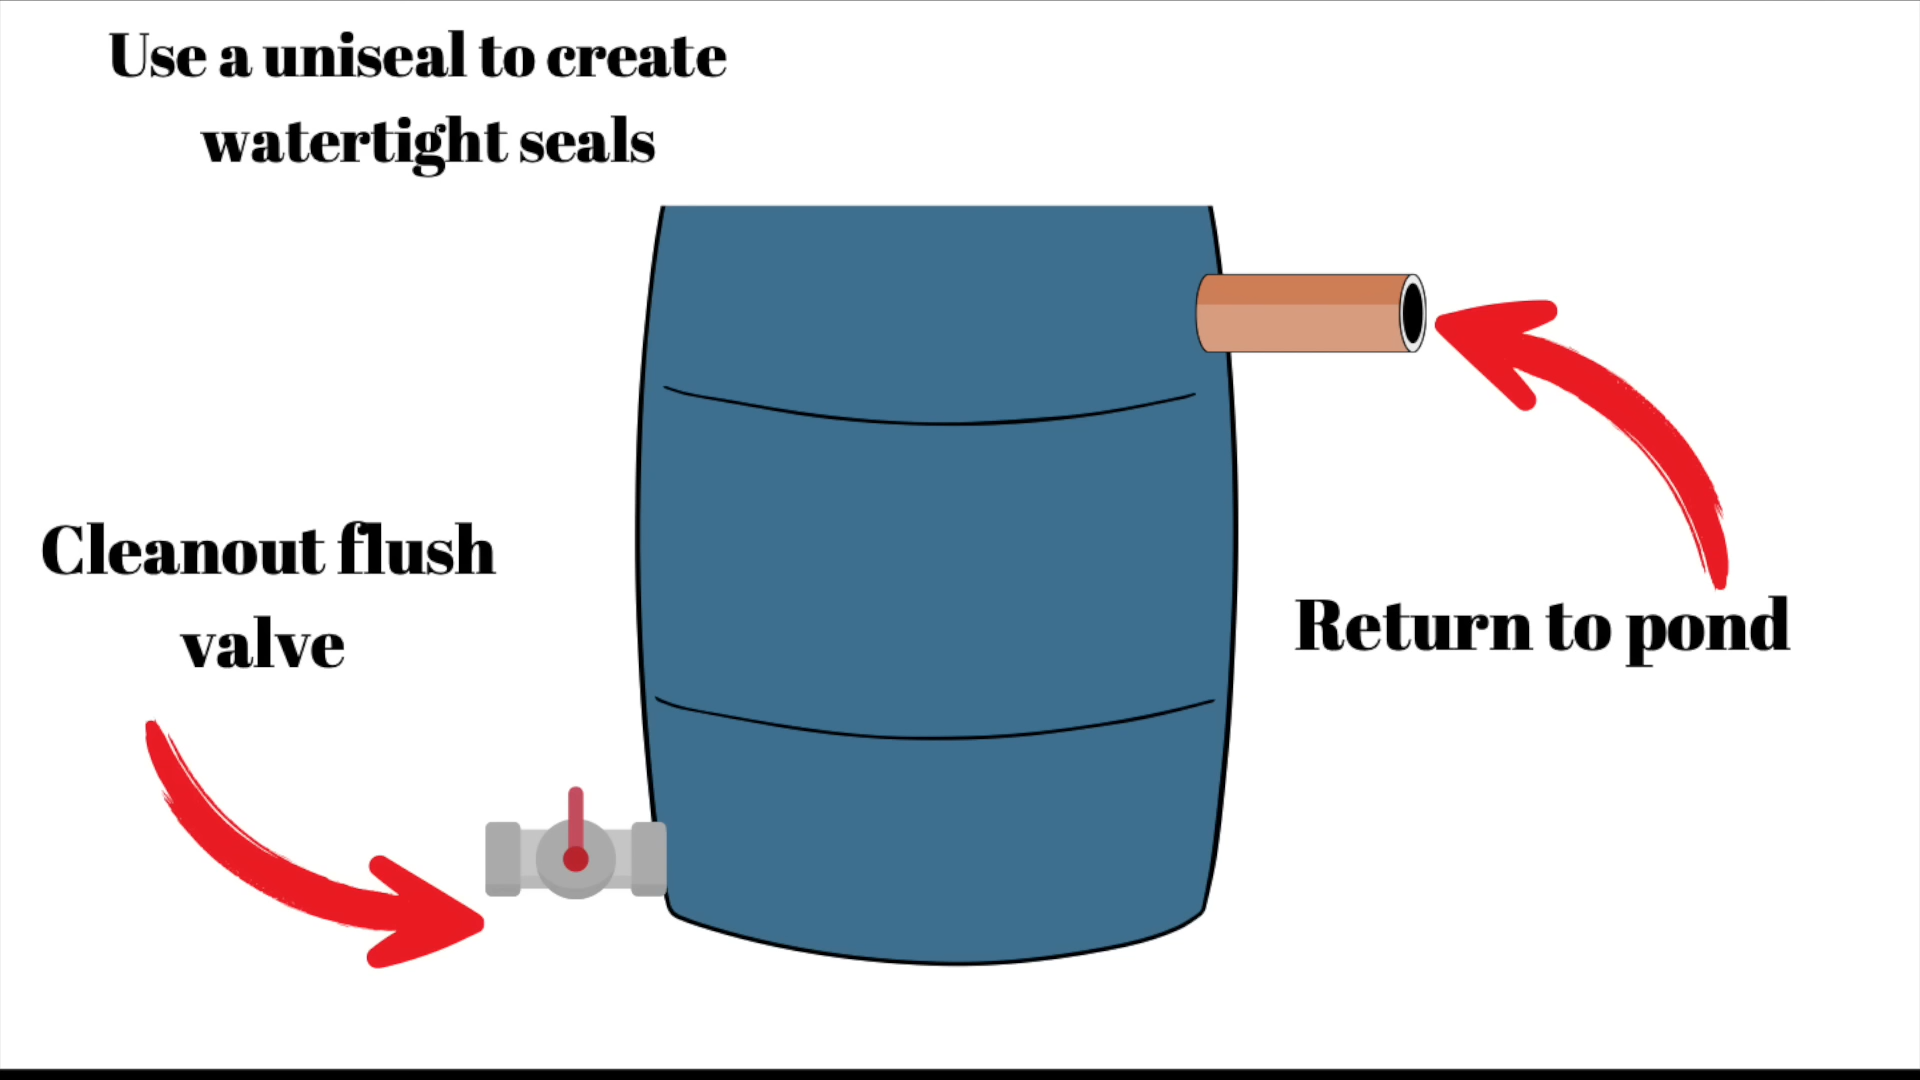 Use a uniseal to create
watertight seals
Cleanout flush
valve
Return to pond